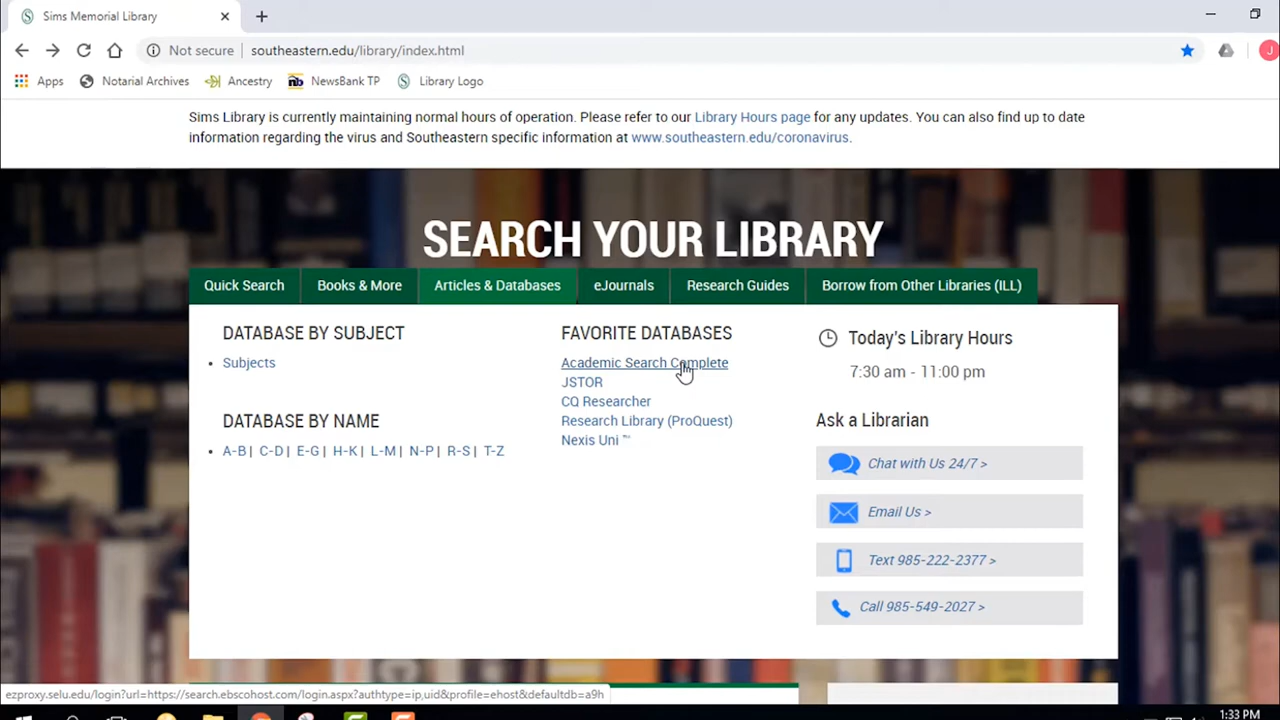 Sims Memorial Library
Not secure southeastern.edu/library/index.html
J
Apps Notarial Archives Ancestry nb NewsBank TP Library Logo
Sims Library is currently maintaining normal hours of operation. Please refer to our Library Hours page for any updates. You can also find up to date
information regarding the virus and Southeastern specific information at www.southeastern.edu/coronavirus.
SEARCH YOUR LIBRARY
Quick Search Books & More Articles & Databases eJournals Research Guides Borrow from Other Libraries (ILL)
DATABASE BY SUBJECT
• Subjects
DATABASE BY NAME
• A-B | C-D | E-G | H-K | L-M | N-P | R-S | T-Z
FAVORITE DATABASES
Academic Search Complete
JSTOR
CQ Researcher
Research Library (ProQuest)
Nexis Uni ™
Today's Library Hours
7:30 am - 11:00 pm
Ask a Librarian
Chat with Us 24/7 >
Email Us >
Text 985-222-2377 >
Call 985-549-2027 >
ezproxy.selu.edu/login?url=https://search.ebscohost.com/login.aspx?authtype=ip,uid&profile=ehost&defaultdb=a9h
1:33 PM